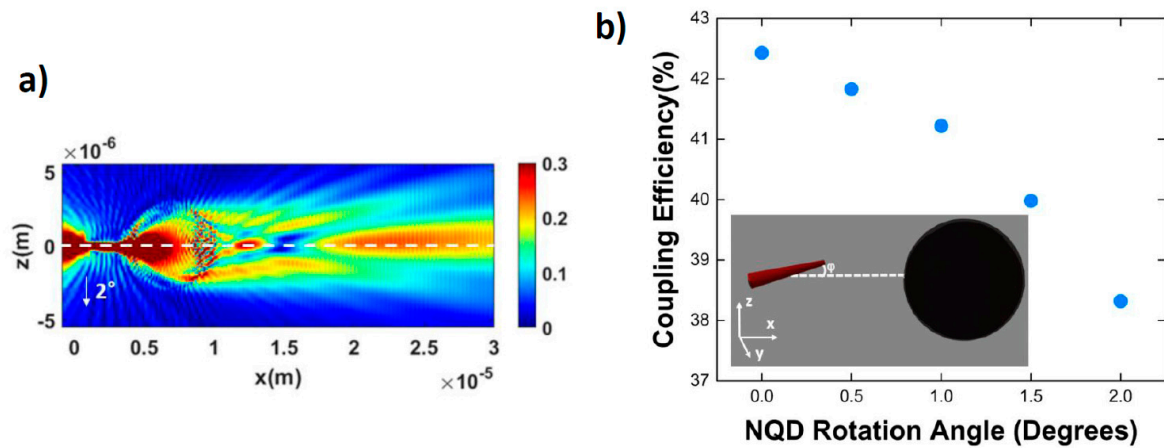 a)
×10⁻⁶
5
0
-5
z(m)
2°
0 0.5 1 1.5 2 2.5 3
x(m)
×10⁻⁵
0.3
0.2
0.1
0
b)
Coupling Efficiency(%)
43
42
41
40
39
38
37
φ
z
x
y
0.0 0.5 1.0 1.5 2.0
NQD Rotation Angle (Degrees)